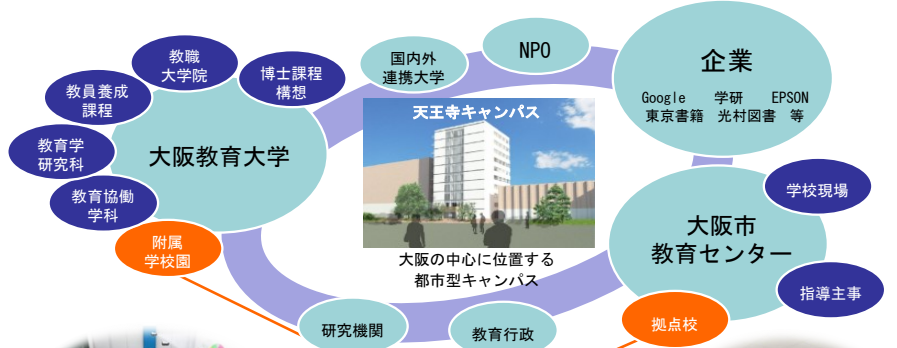 教職
大学院
博士課程
構想
教員養成
課程
教育学
研究科
教育協働
学科
附属
学校園
大阪教育大学
国内外
連携大学
NPO
企業
Google 学研 EPSON
東京書籍 光村図書 等
天王寺キャンパス
大阪の中心に位置する
都市型キャンパス
学校現場
大阪市
教育センター
指導主事
拠点校
研究機関
教育行政